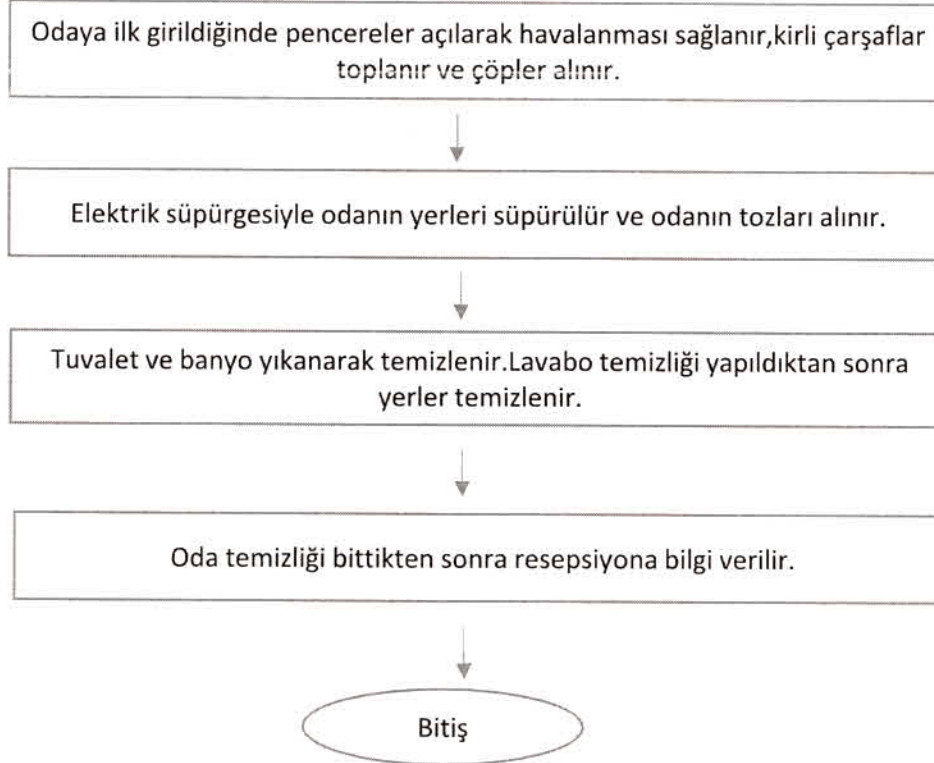 Odaya ilk girildiğinde pencereler açılarak havalanması sağlanır,kirli çarşaflar
toplanır ve çöpler alınır.
Elektrik süpürgesiyle odanın yerleri süpürülür ve odanın tozları alınır.
Tuvalet ve banyo yıkanarak temizlenir.Lavabo temizliği yapıldıktan sonra
yerler temizlenir.
Oda temizliği bittikten sonra resepsiyona bilgi verilir.
Bitiş